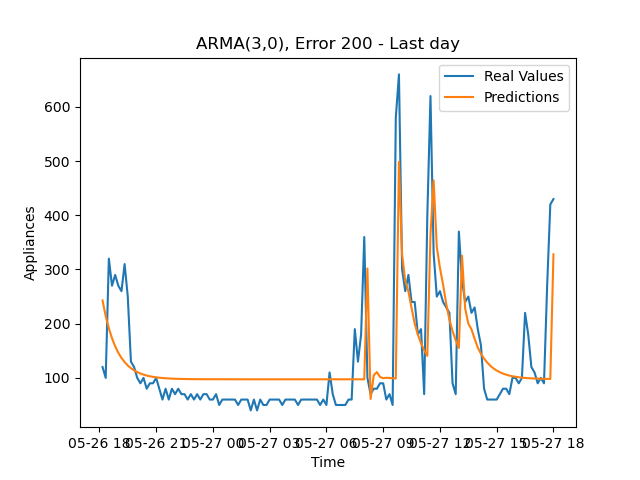 ARMA(3,0), Error 200 - Last day
Real Values
Predictions
600
500
400
300
200
100
Appliances
05-26 18 05-26 21 05-27 00 05-27 03 05-27 06 05-27 09 05-27 12 05-27 15 05-27 18
Time